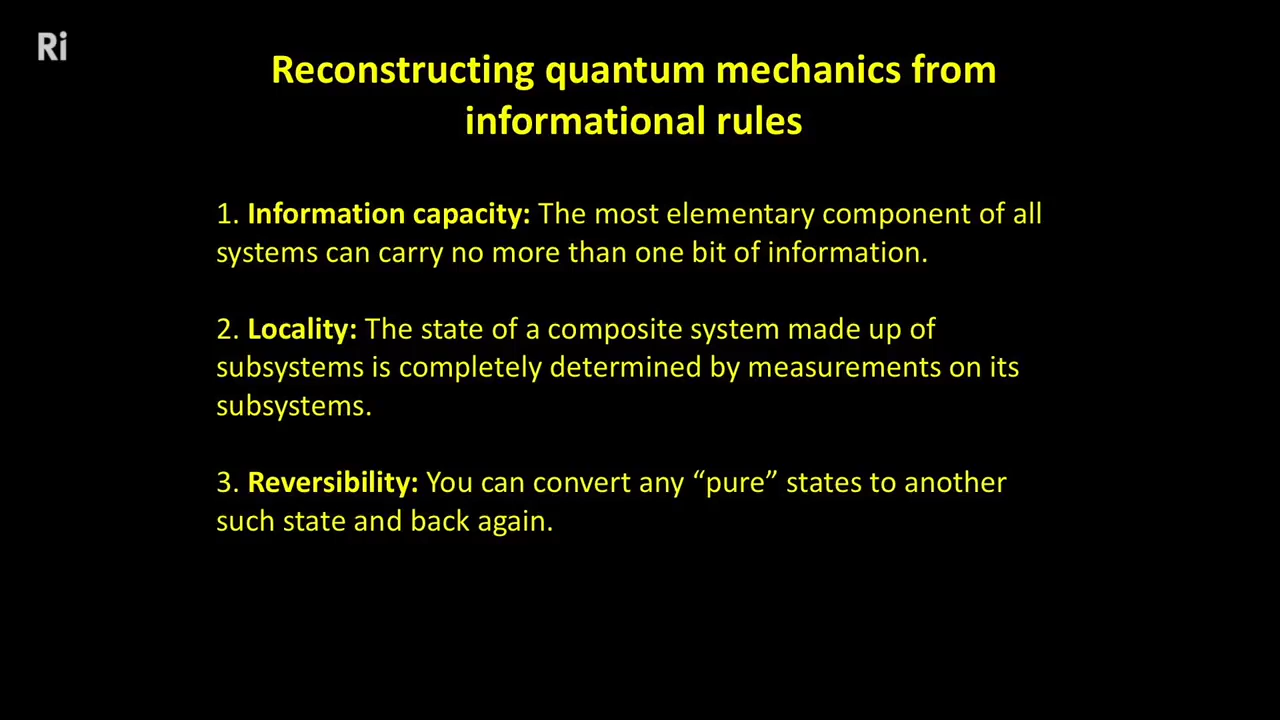 Ri
Reconstructing quantum mechanics from
informational rules
1. Information capacity: The most elementary component of all
systems can carry no more than one bit of information.
2. Locality: The state of a composite system made up of
subsystems is completely determined by measurements on its
subsystems.
3. Reversibility: You can convert any “pure” states to another
such state and back again.